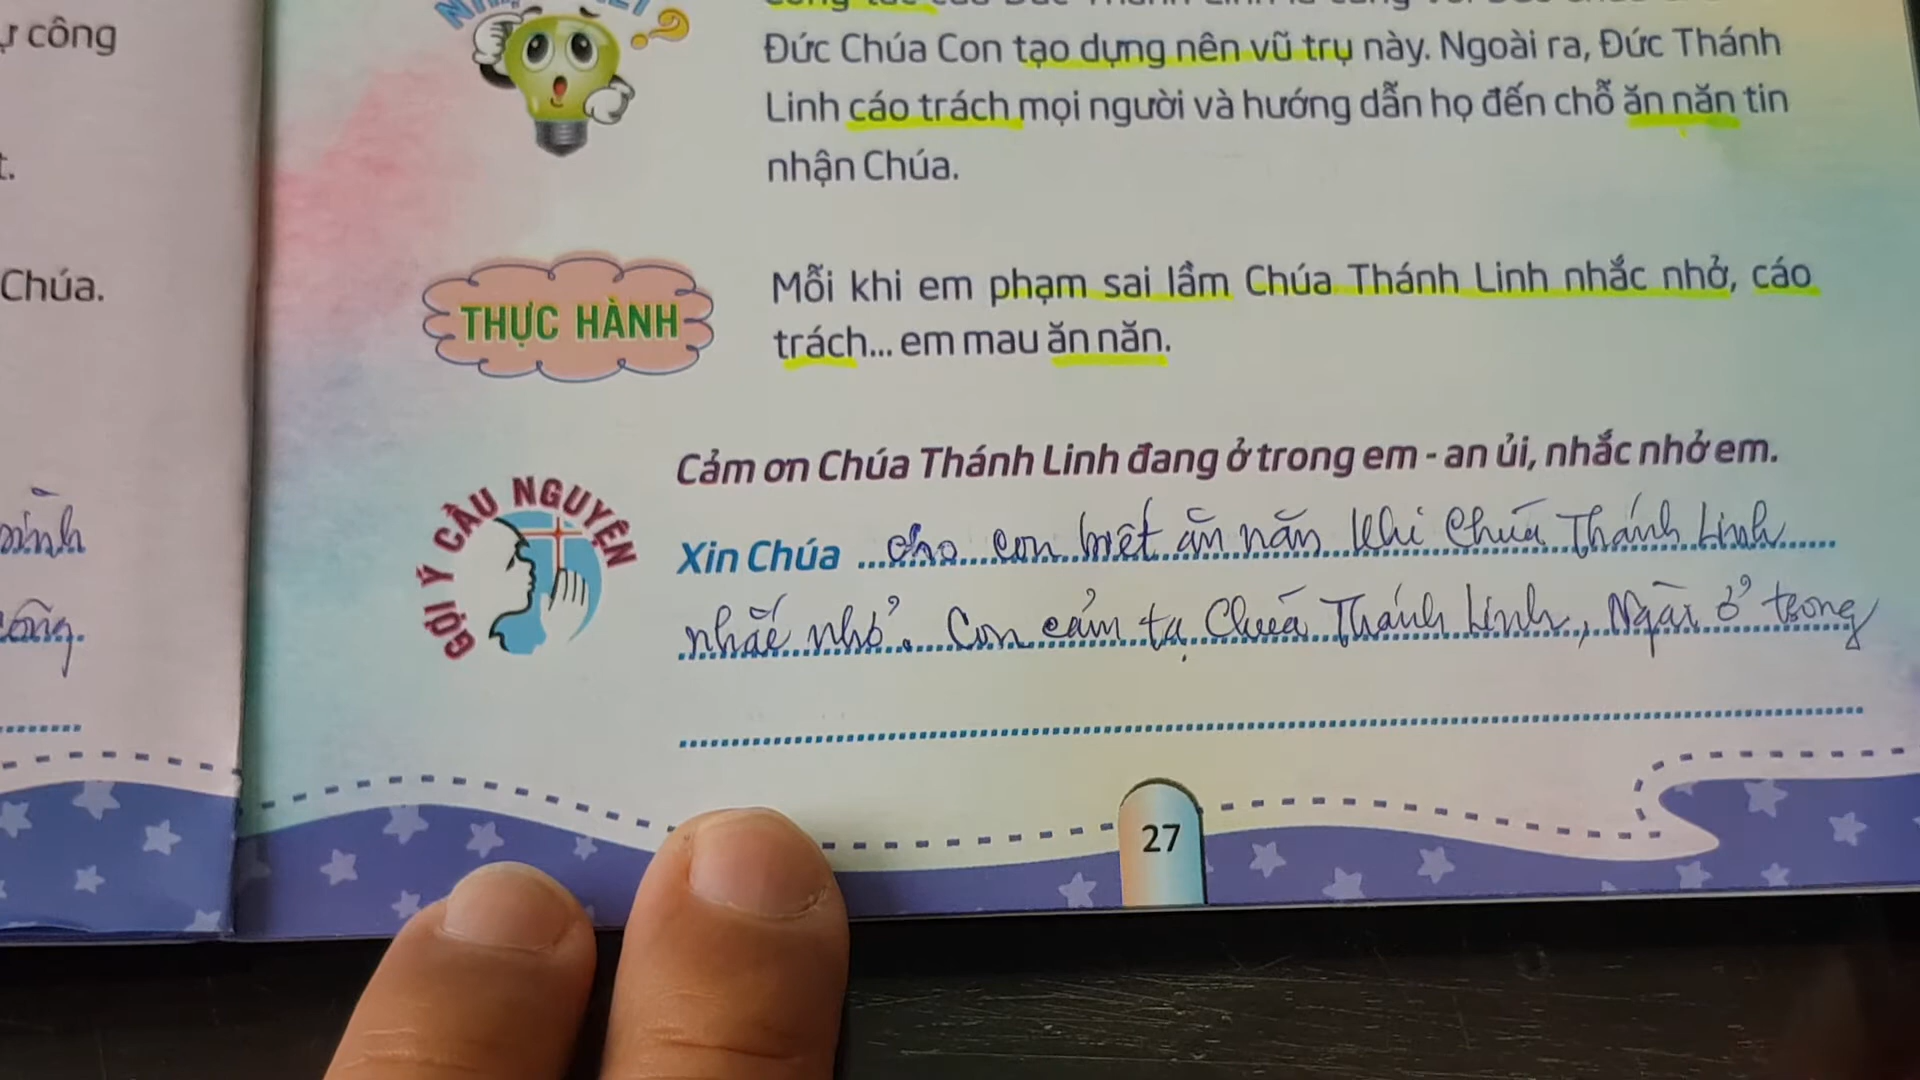 ự công
t.
Chúa.
Đức Chúa Con tạo dựng nên vũ trụ này. Ngoài ra, Đức Thánh
Linh cáo trách mọi người và hướng dẫn họ đến chỗ ăn năn tin
nhận Chúa.
THỰC HÀNH
Mỗi khi em phạm sai lầm Chúa Thánh Linh nhắc nhở, cáo
trách... em mau ăn năn.
GỢI Ý CẦU NGUYỆN
Cảm ơn Chúa Thánh Linh đang ở trong em - an ủi, nhắc nhở em.
Xin Chúa cho con biết ăn năn khi Chúa Thánh Linh
nhắc nhở. Con cảm tạ Chúa Thánh Linh, Ngài ở trong
27